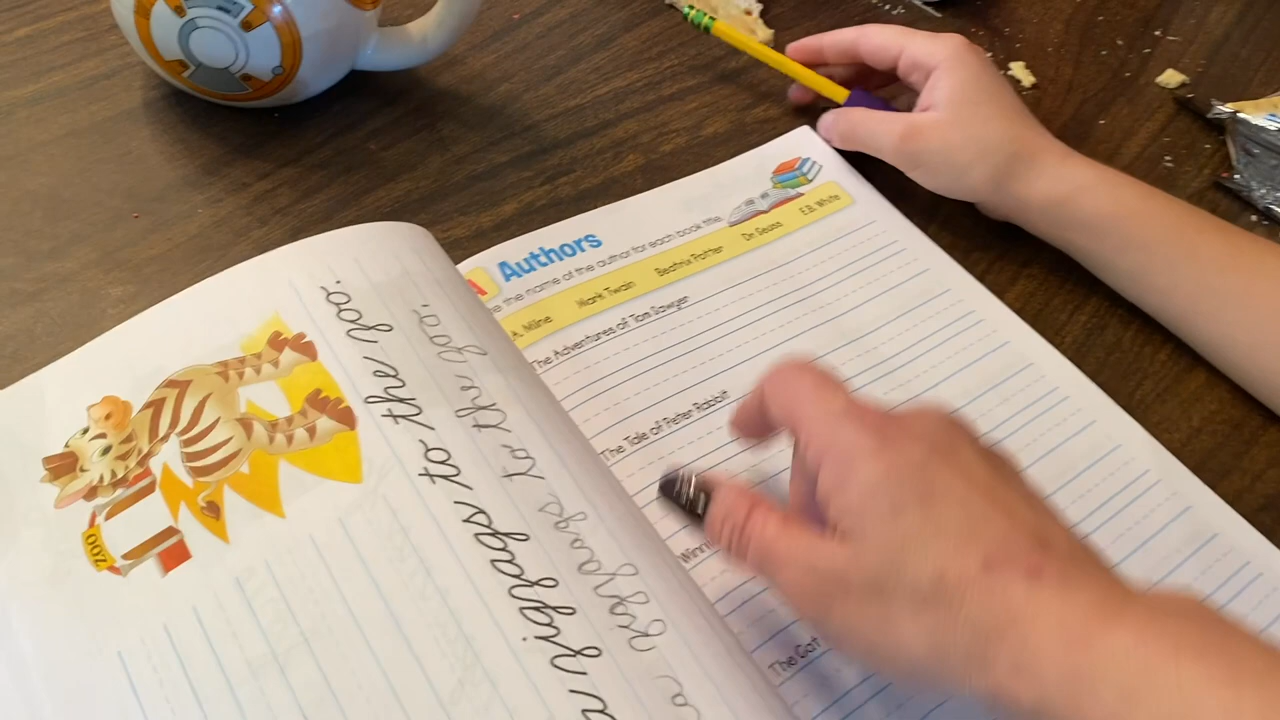 a zigzags to the zoo.
a zigzags to the zoo.
ZOO
Authors
the name of the author for each book title.
A. Milne Mark Twain Beatrix Potter Dr. Seuss E.B. White
The Adventures of Tom Sawyer
The Tale of Peter Rabbit
Winn
The Cat